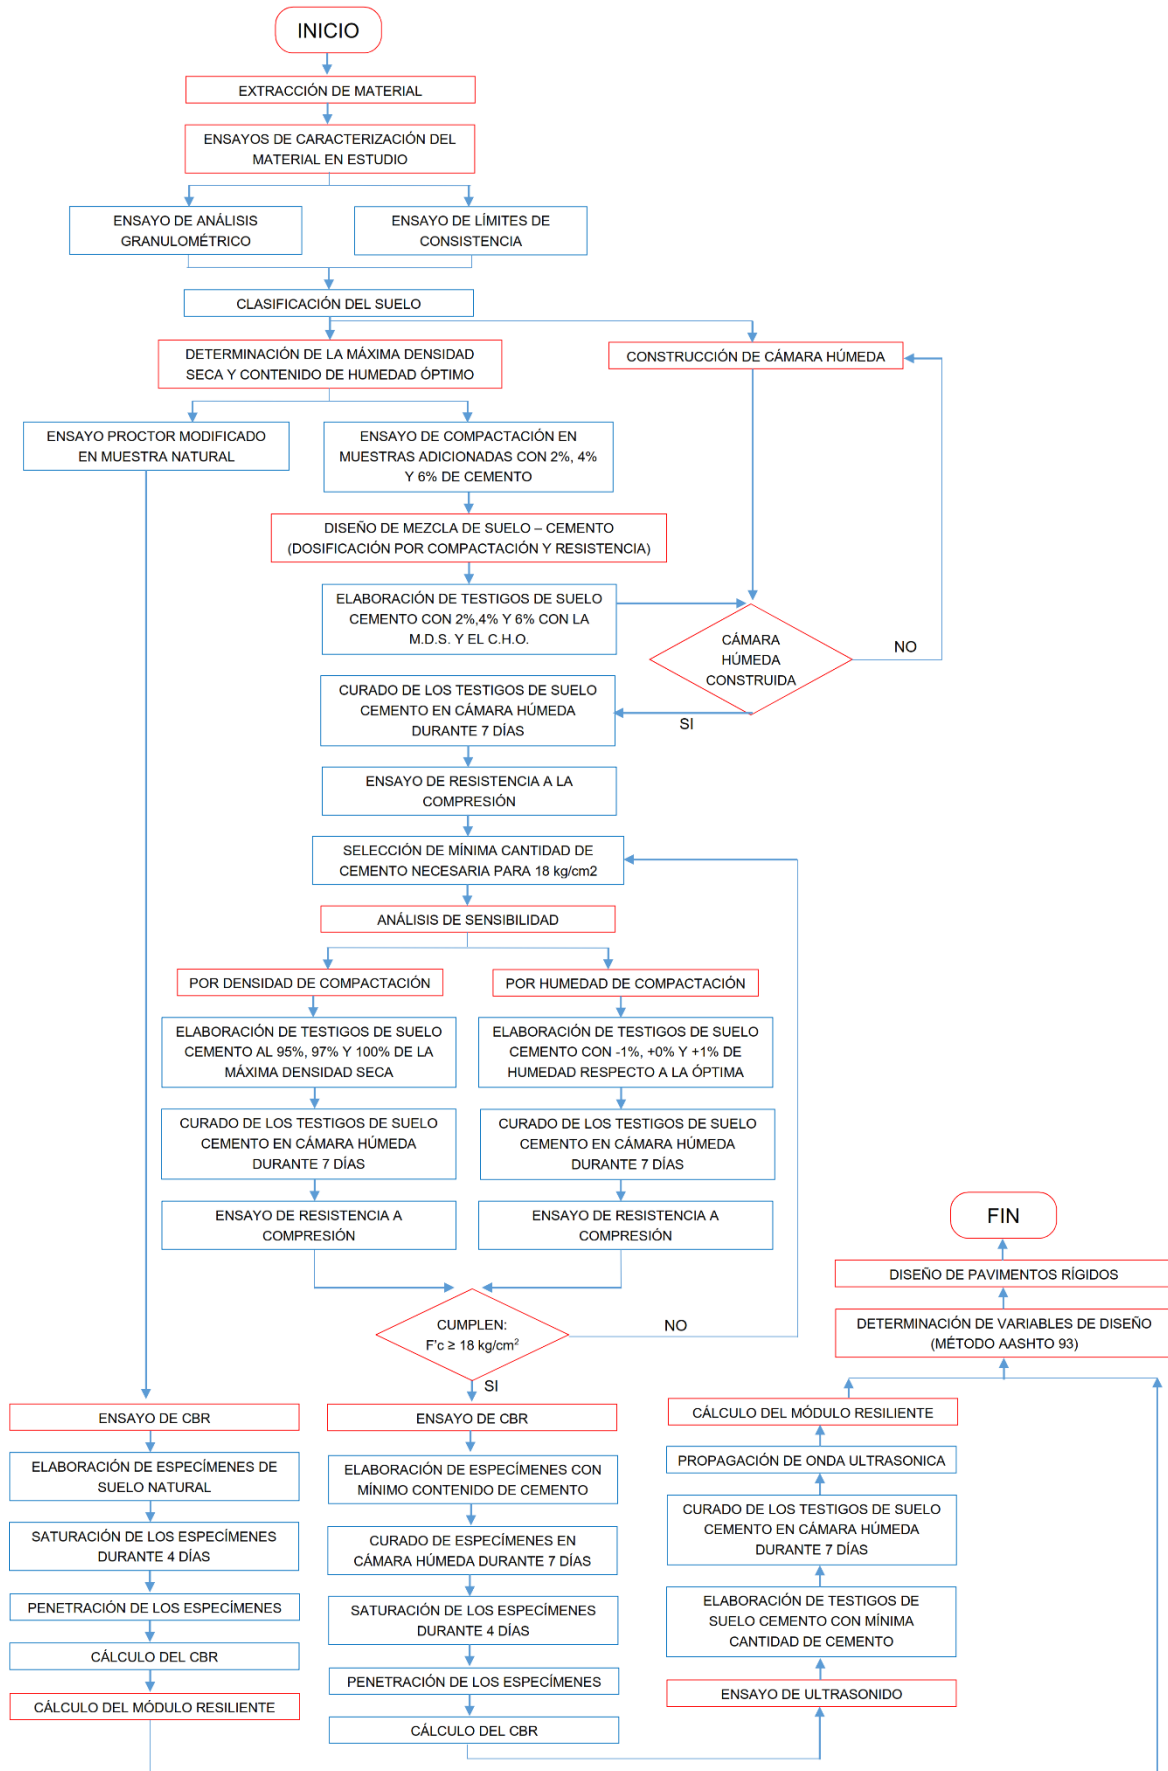 INICIO
EXTRACCIÓN DE MATERIAL
ENSAYOS DE CARACTERIZACIÓN DEL
MATERIAL EN ESTUDIO
ENSAYO DE ANÁLISIS
GRANULOMÉTRICO
ENSAYO DE LÍMITES DE
CONSISTENCIA
CLASIFICACIÓN DEL SUELO
DETERMINACIÓN DE LA MÁXIMA DENSIDAD
SECA Y CONTENIDO DE HUMEDAD ÓPTIMO
CONSTRUCCIÓN DE CÁMARA HÚMEDA
ENSAYO PROCTOR MODIFICADO
EN MUESTRA NATURAL
ENSAYO DE COMPACTACIÓN EN
MUESTRAS ADICIONADAS CON 2%, 4%
Y 6% DE CEMENTO
DISEÑO DE MEZCLA DE SUELO – CEMENTO
(DOSIFICACIÓN POR COMPACTACIÓN Y RESISTENCIA)
ELABORACIÓN DE TESTIGOS DE SUELO
CEMENTO CON 2%,4% Y 6% CON LA
M.D.S. Y EL C.H.O.
CÁMARA
HÚMEDA
CONSTRUIDA
NO
SI
CURADO DE LOS TESTIGOS DE SUELO
CEMENTO EN CÁMARA HÚMEDA
DURANTE 7 DÍAS
ENSAYO DE RESISTENCIA A LA
COMPRESIÓN
SELECCIÓN DE MÍNIMA CANTIDAD DE
CEMENTO NECESARIA PARA 18 kg/cm2
ANÁLISIS DE SENSIBILIDAD
POR DENSIDAD DE COMPACTACIÓN
POR HUMEDAD DE COMPACTACIÓN
ELABORACIÓN DE TESTIGOS DE SUELO
CEMENTO AL 95%, 97% Y 100% DE LA
MÁXIMA DENSIDAD SECA
ELABORACIÓN DE TESTIGOS DE SUELO
CEMENTO CON -1%, +0% Y +1% DE
HUMEDAD RESPECTO A LA ÓPTIMA
CURADO DE LOS TESTIGOS DE SUELO
CEMENTO EN CÁMARA HÚMEDA
DURANTE 7 DÍAS
CURADO DE LOS TESTIGOS DE SUELO
CEMENTO EN CÁMARA HÚMEDA
DURANTE 7 DÍAS
ENSAYO DE RESISTENCIA A
COMPRESIÓN
ENSAYO DE RESISTENCIA A
COMPRESIÓN
CUMPLEN:
F'c ≥ 18 kg/cm²
NO
SI
ENSAYO DE CBR
ELABORACIÓN DE ESPECÍMENES DE
SUELO NATURAL
SATURACIÓN DE LOS ESPECÍMENES
DURANTE 4 DÍAS
PENETRACIÓN DE LOS ESPECÍMENES
CÁLCULO DEL CBR
CÁLCULO DEL MÓDULO RESILIENTE
ENSAYO DE CBR
ELABORACIÓN DE ESPECÍMENES CON
MÍNIMO CONTENIDO DE CEMENTO
CURADO DE ESPECÍMENES EN
CÁMARA HÚMEDA DURANTE 7 DÍAS
SATURACIÓN DE LOS ESPECÍMENES
DURANTE 4 DÍAS
PENETRACIÓN DE LOS ESPECÍMENES
CÁLCULO DEL CBR
FIN
DISEÑO DE PAVIMENTOS RÍGIDOS
DETERMINACIÓN DE VARIABLES DE DISEÑO
(MÉTODO AASHTO 93)
CÁLCULO DEL MÓDULO RESILIENTE
PROPAGACIÓN DE ONDA ULTRASONICA
CURADO DE LOS TESTIGOS DE SUELO
CEMENTO EN CÁMARA HÚMEDA
DURANTE 7 DÍAS
ELABORACIÓN DE TESTIGOS DE
SUELO CEMENTO CON MÍNIMA
CANTIDAD DE CEMENTO
ENSAYO DE ULTRASONIDO